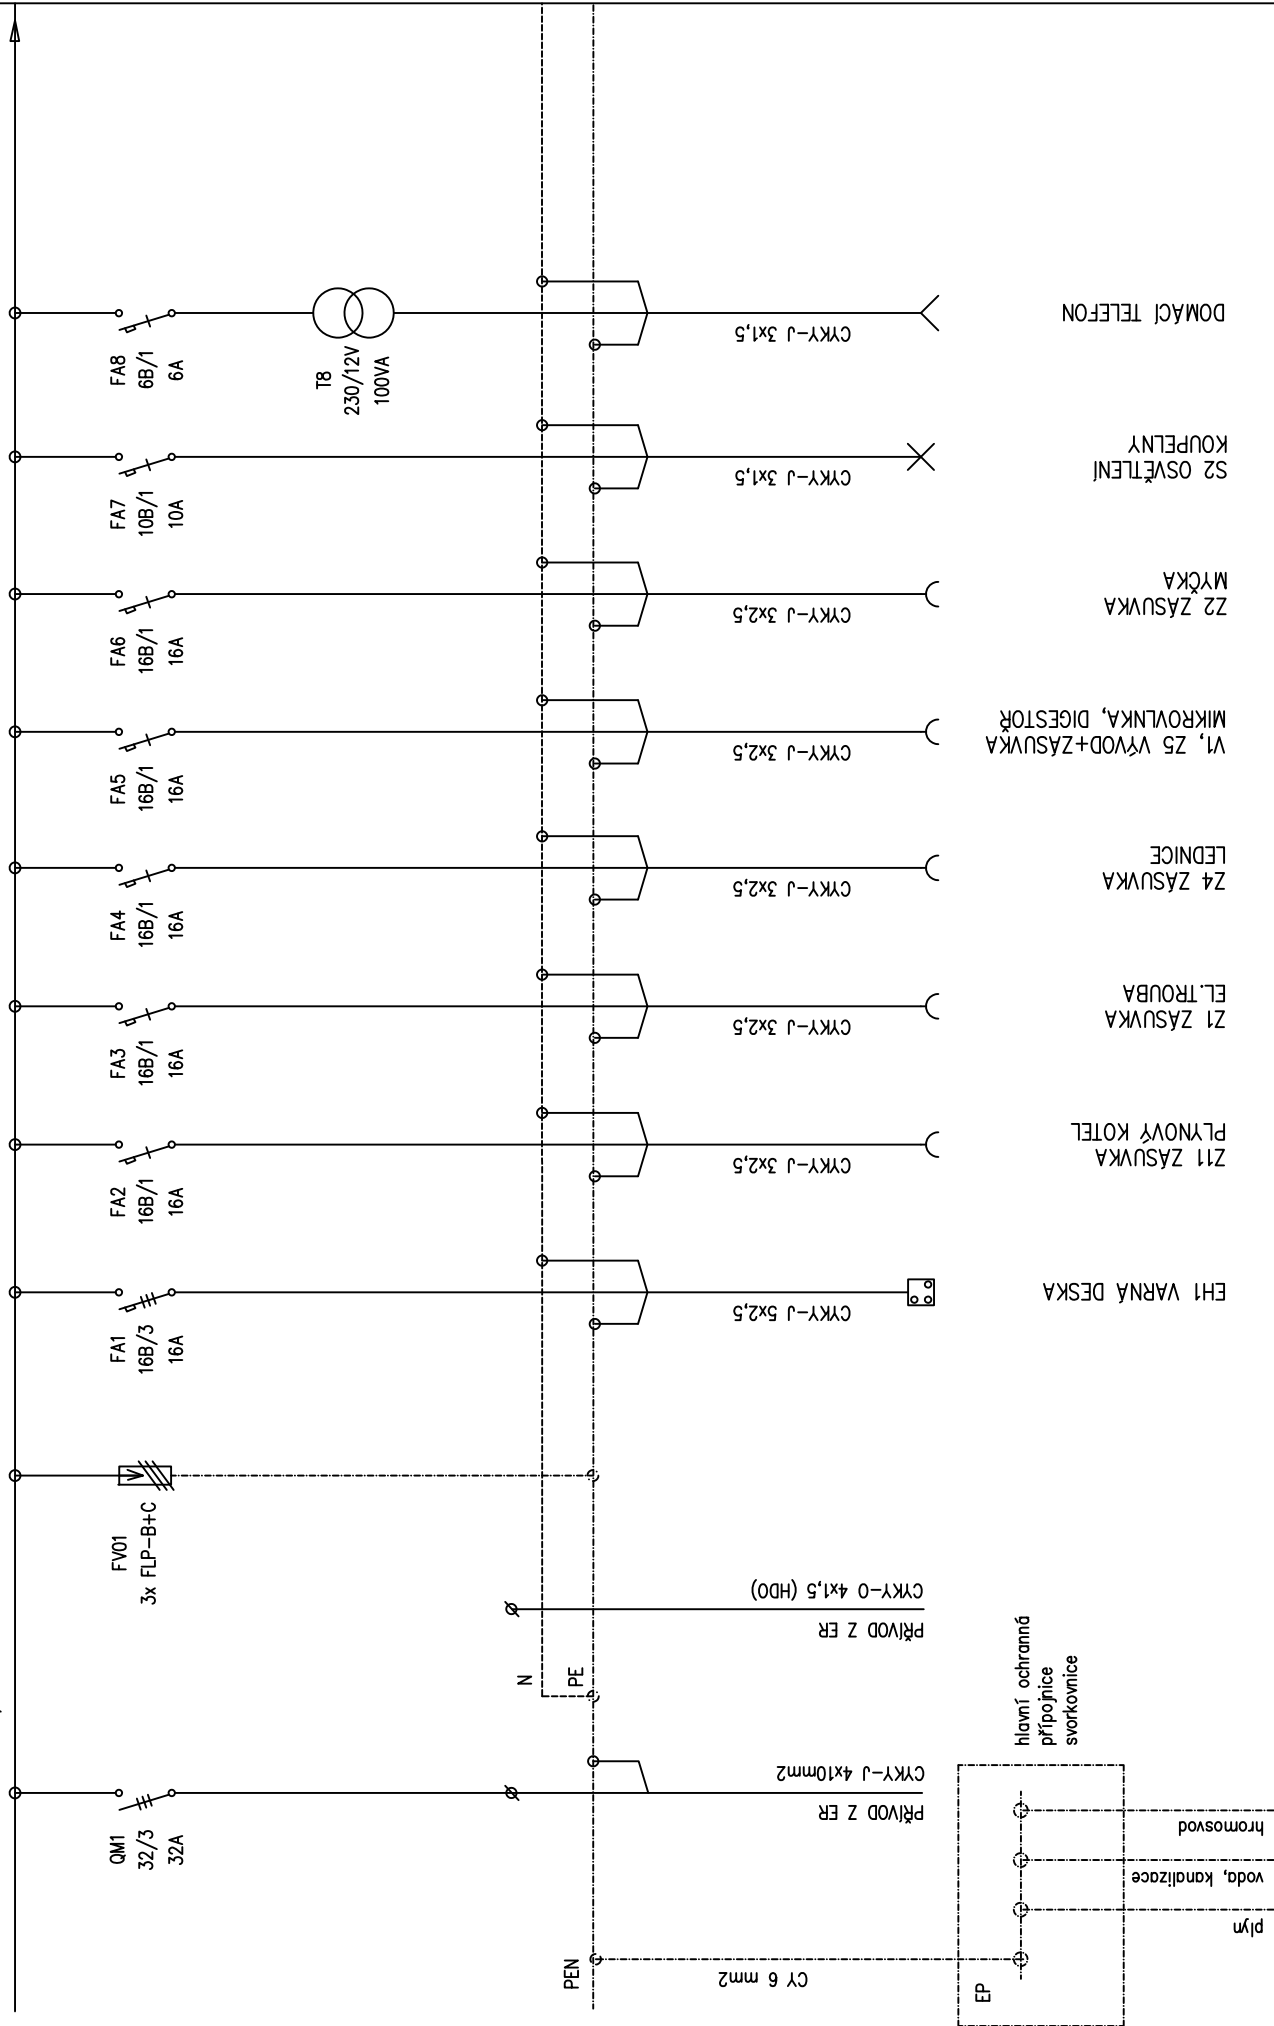 QM1
32/3
32A
FV01
3x FLP-B+C
FA1
16B/3
16A
FA2
16B/1
16A
FA3
16B/1
16A
FA4
16B/1
16A
FA5
16B/1
16A
FA6
16B/1
16A
FA7
10B/1
10A
FA8
6B/1
6A
T8
230/12V
100VA
N
PE
PEN
PŘÍVOD Z ER
CYKY-J 4x10mm2
PŘÍVOD Z ER
CYKY-O 4x1,5 (HDO)
CYKY-J 5x2,5
CYKY-J 3x2,5
CYKY-J 3x2,5
CYKY-J 3x2,5
CYKY-J 3x2,5
CYKY-J 3x2,5
CYKY-J 3x1,5
CYKY-J 3x1,5
CY 6 mm2
EP
hlavní ochranná
přípojnice
svorkovnice
plyn
voda, kanalizace
hromosvod
EH1 VARNÁ DESKA
Z11 ZÁSUVKA
PLYNOVÝ KOTEL
Z1 ZÁSUVKA
EL.TROUBA
Z4 ZÁSUVKA
LEDNICE
V1, Z5 VÝVOD+ZÁSUVKA
MIKROVLNKA, DIGESTOŘ
Z2 ZÁSUVKA
MYČKA
S2 OSVĚTLENÍ
KOUPELNY
DOMÁCÍ TELEFON